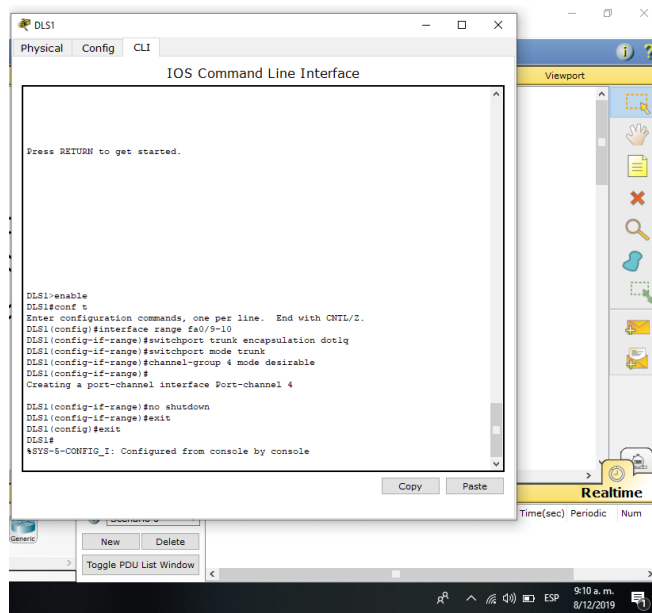 DLS1
Physical Config CLI
IOS Command Line Interface
Viewport
Press RETURN to get started.
DLS1>enable
DLS1#conf t
Enter configuration commands, one per line. End with CNTL/Z.
DLS1(config)#interface range fa0/9-10
DLS1(config-if-range)#switchport trunk encapsulation dot1q
DLS1(config-if-range)#switchport mode trunk
DLS1(config-if-range)#channel-group 4 mode desirable
DLS1(config-if-range)#
Creating a port-channel interface Port-channel 4
DLS1(config-if-range)#no shutdown
DLS1(config-if-range)#exit
DLS1(config)#exit
DLS1#
%SYS-5-CONFIG_I: Configured from console by console
Copy Paste
Realtime
Time(sec) Periodic Num
Generic
New Delete
Toggle PDU List Window
ESP
9:10 a. m.
8/12/2019